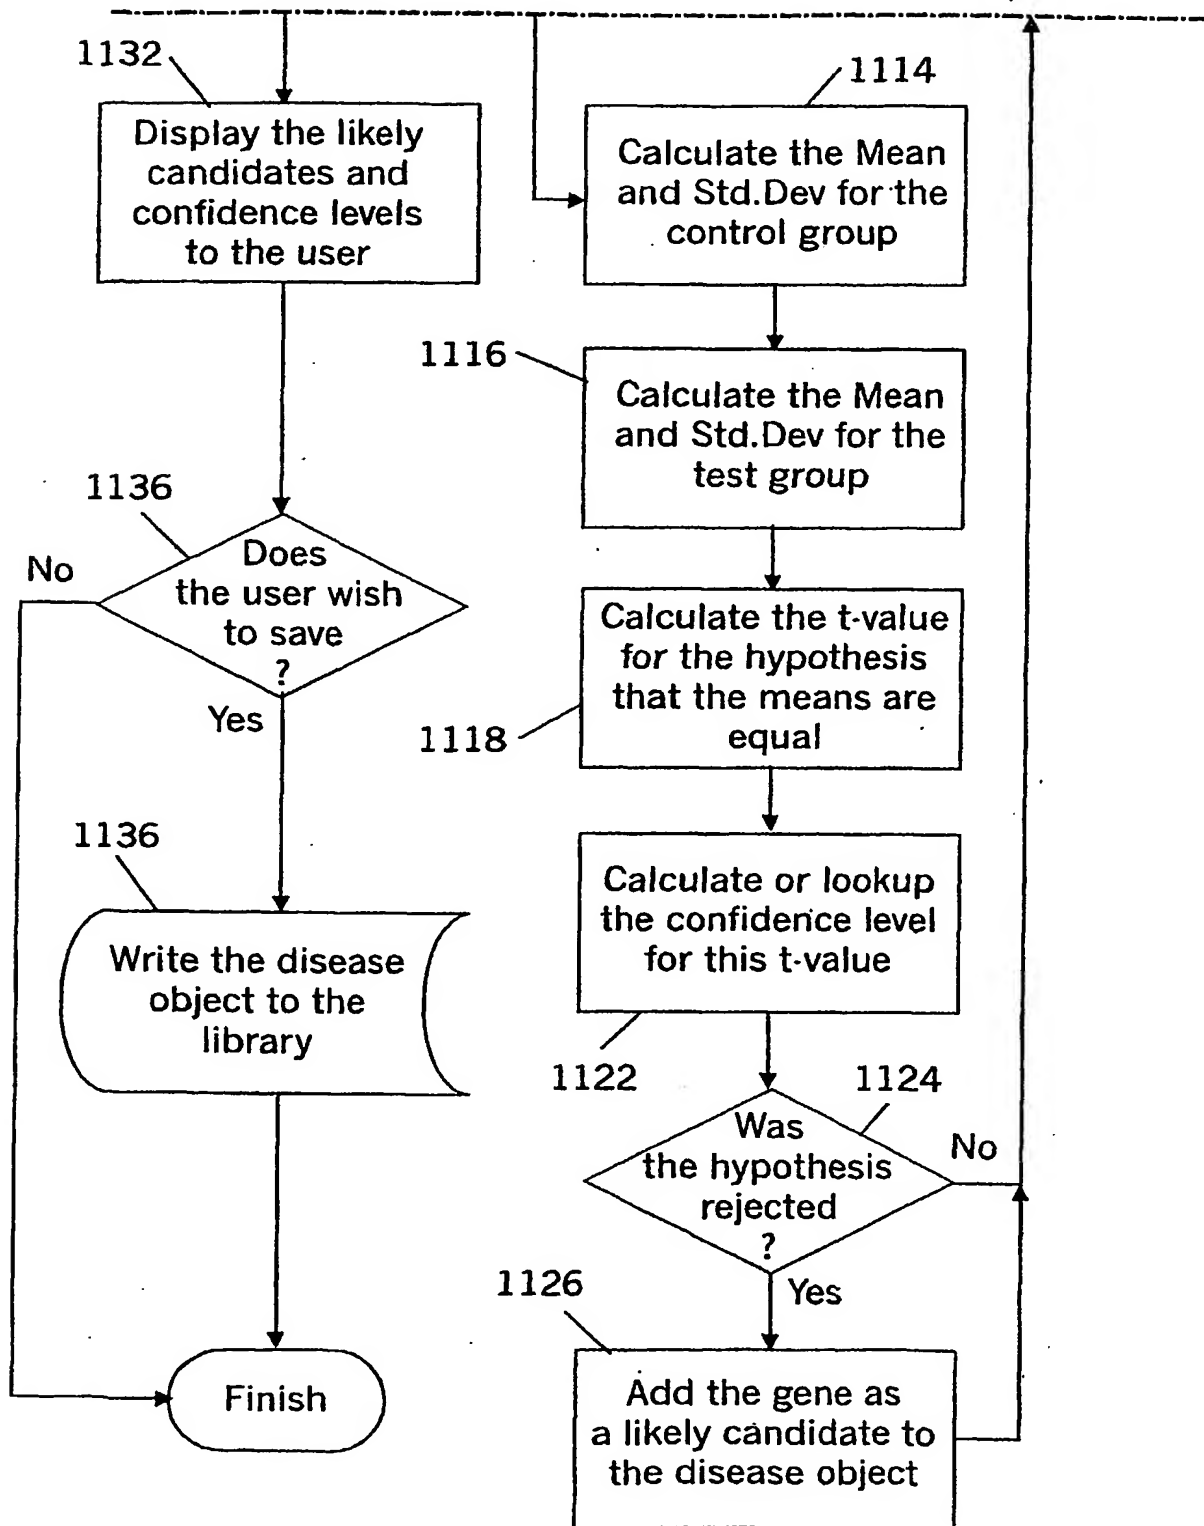 1132
Display the likely
candidates and
confidence levels
to the user
1136
Does
the user wish
to save
?
No
Yes
1136
Write the disease
object to the
library
Finish
1114
Calculate the Mean
and Std.Dev for the
control group
1116
Calculate the Mean
and Std.Dev for the
test group
Calculate the t-value
for the hypothesis
that the means are
equal
1118
Calculate or lookup
the confidence level
for this t-value
1122
1124
Was
the hypothesis
rejected
?
No
Yes
1126
Add the gene as
a likely candidate to
the disease object